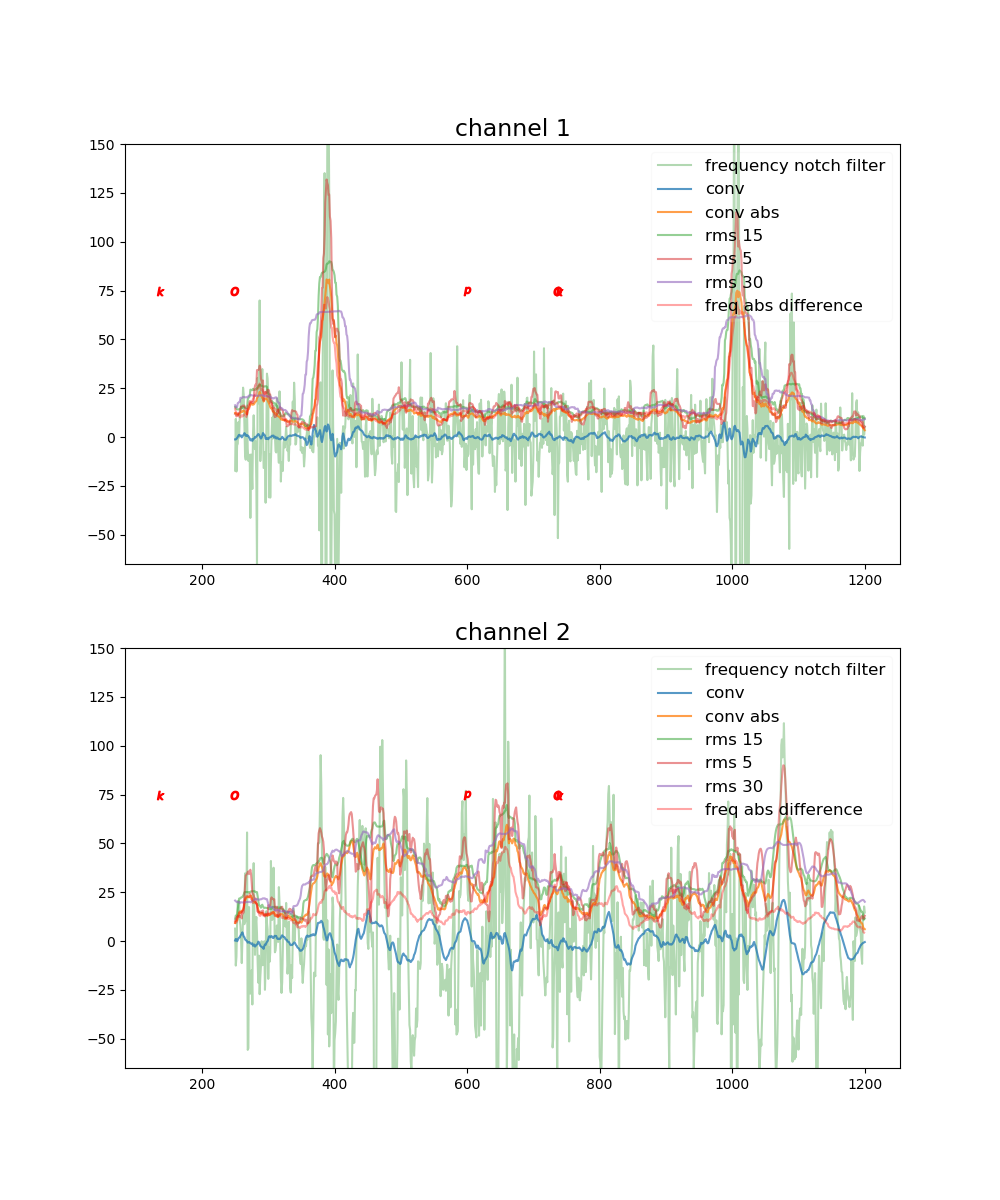 channel 1
150
125
100
75
50
25
0
−25
−50
frequency notch filter
conv
conv abs
rms 15
rms 5
rms 30
freq abs difference
k O p
200 400 600 800 1000 1200
channel 2
150
125
100
75
50
25
0
−25
−50
frequency notch filter
conv
conv abs
rms 15
rms 5
rms 30
freq abs difference
k O p
200 400 600 800 1000 1200